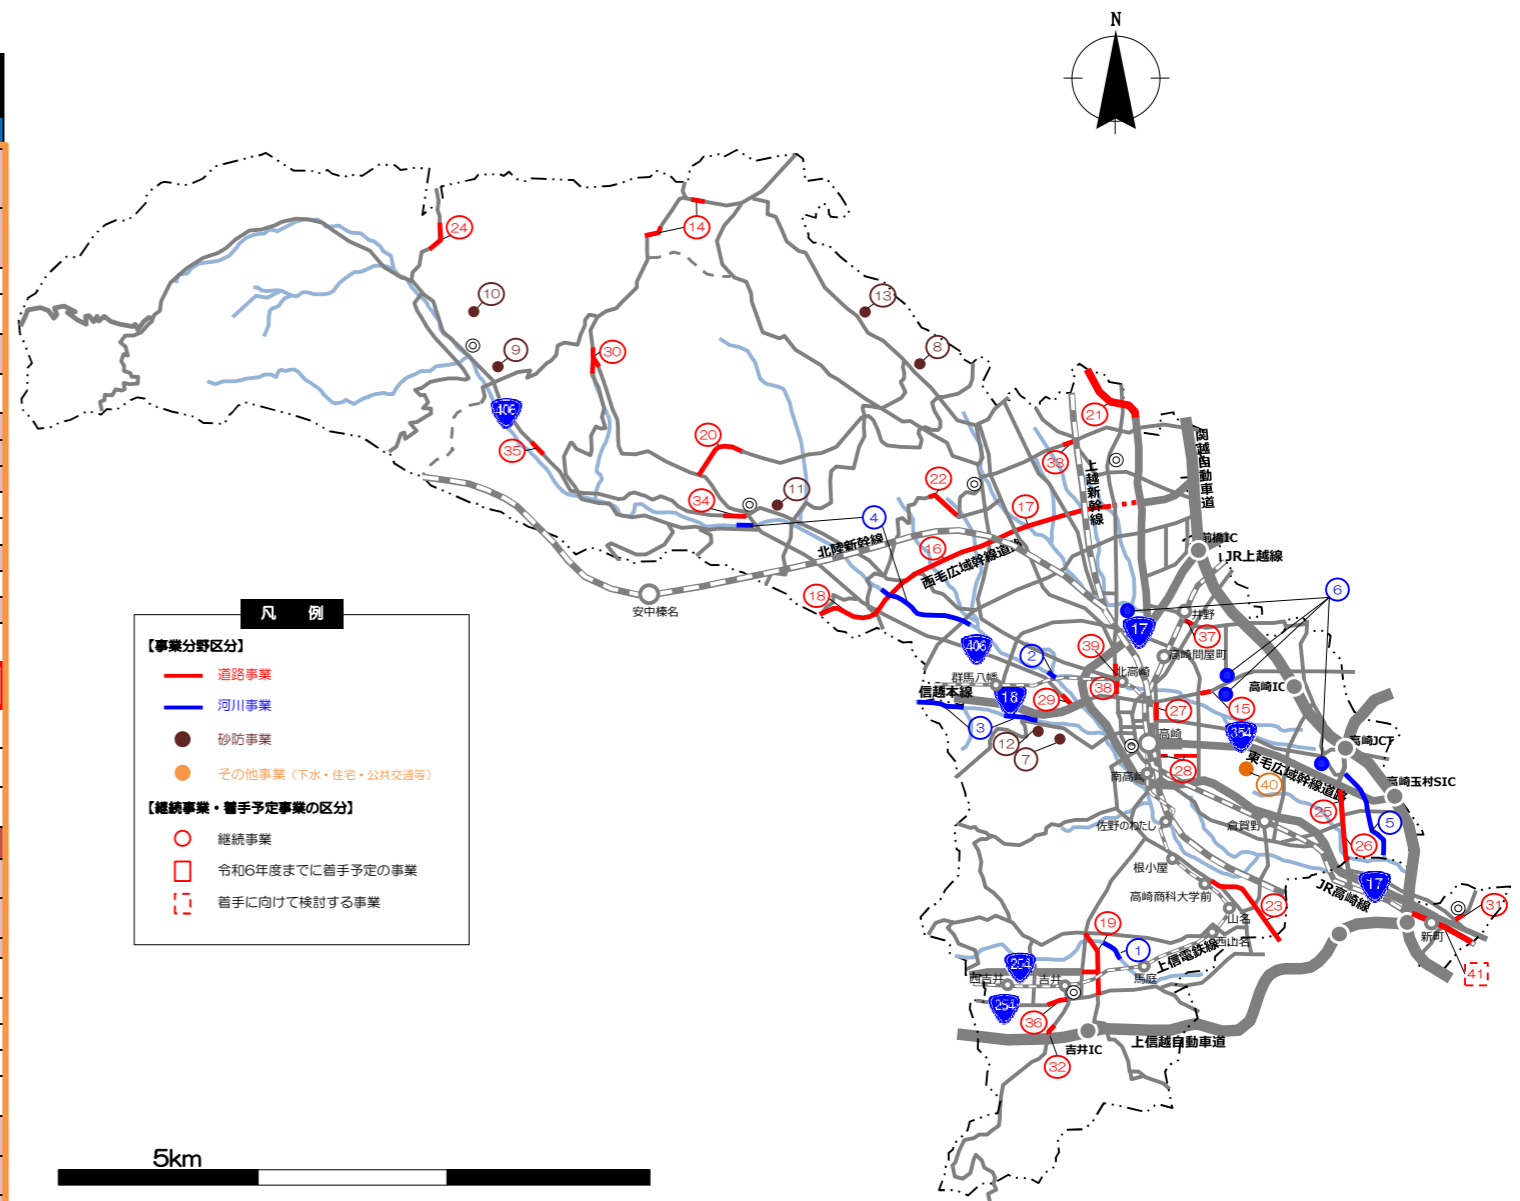 N
24
14
10
13
9
8
30
406
21
20
35
33
関越自動車道
上越新幹線
22
34
11
17
4
前橋IC
北陸新幹線
16
西毛広域幹線道路
JR上越線
安中榛名
18
6
井野
17
37
凡 例
【事業分野区分】
道路事業
河川事業
砂防事業
その他事業（下水・住宅・公共交通等）
【継続事業・着手予定事業の区分】
継続事業
令和6年度までに着手予定の事業
着手に向けて検討する事業
406
39
高崎問屋町
2
北高崎
群馬八幡
信越本線
18
29
38
高崎IC
15
27
3
12
7
高崎
354
高崎JCT
28
南高崎
東毛広域幹線道路
40
高崎玉村SIC
佐野のわたし
倉賀野
25
5
26
根小屋
17
高崎商科大学前
JR高崎線
23
山名
31
新町
19
1
西山名
上信電鉄線
254
西吉井
吉井
馬庭
41
254
36
吉井IC
上信越自動車道
32
5km